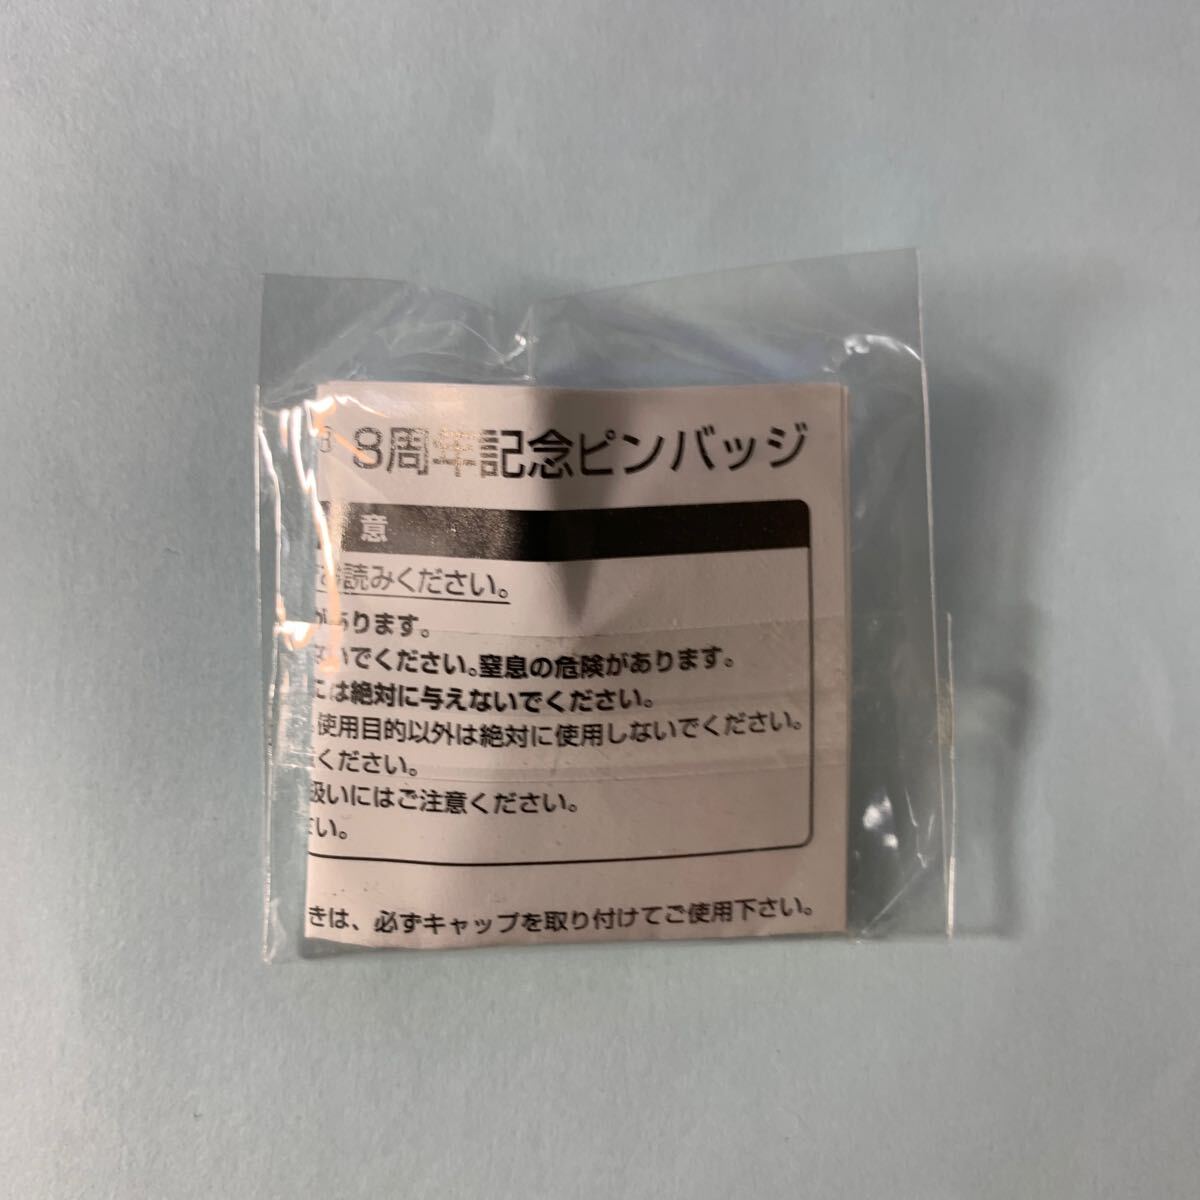 8 8周年記念ピンバッジ
意
お読みください。
があります。
ないでください。窒息の危険があります。
には絶対に与えないでください。
使用目的以外は絶対に使用しないでください。
ください。
扱いにはご注意ください。
さい。
きは、必ずキャップを取り付けてご使用下さい。